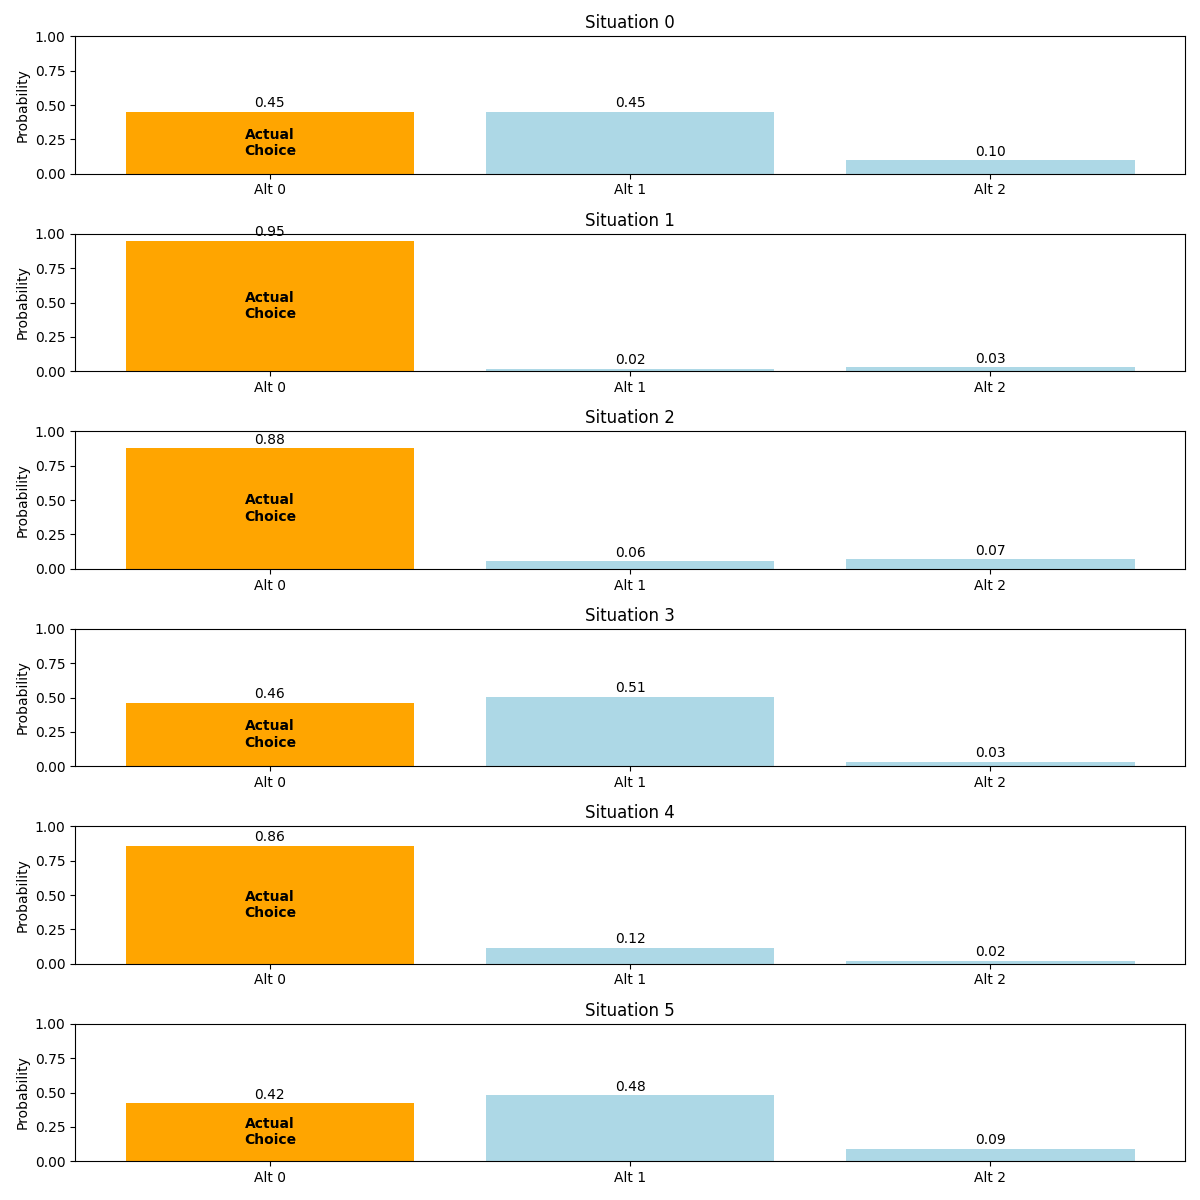 Situation 0
1.00
0.75
0.50
0.25
0.00
Probability
0.45
0.45
0.10
Actual
Choice
Alt 0
Alt 1
Alt 2
Situation 1
1.00
0.75
0.50
0.25
0.00
Probability
0.95
0.02
0.03
Actual
Choice
Alt 0
Alt 1
Alt 2
Situation 2
1.00
0.75
0.50
0.25
0.00
Probability
0.88
0.06
0.07
Actual
Choice
Alt 0
Alt 1
Alt 2
Situation 3
1.00
0.75
0.50
0.25
0.00
Probability
0.46
0.51
0.03
Actual
Choice
Alt 0
Alt 1
Alt 2
Situation 4
1.00
0.75
0.50
0.25
0.00
Probability
0.86
0.12
0.02
Actual
Choice
Alt 0
Alt 1
Alt 2
Situation 5
1.00
0.75
0.50
0.25
0.00
Probability
0.42
0.48
0.09
Actual
Choice
Alt 0
Alt 1
Alt 2